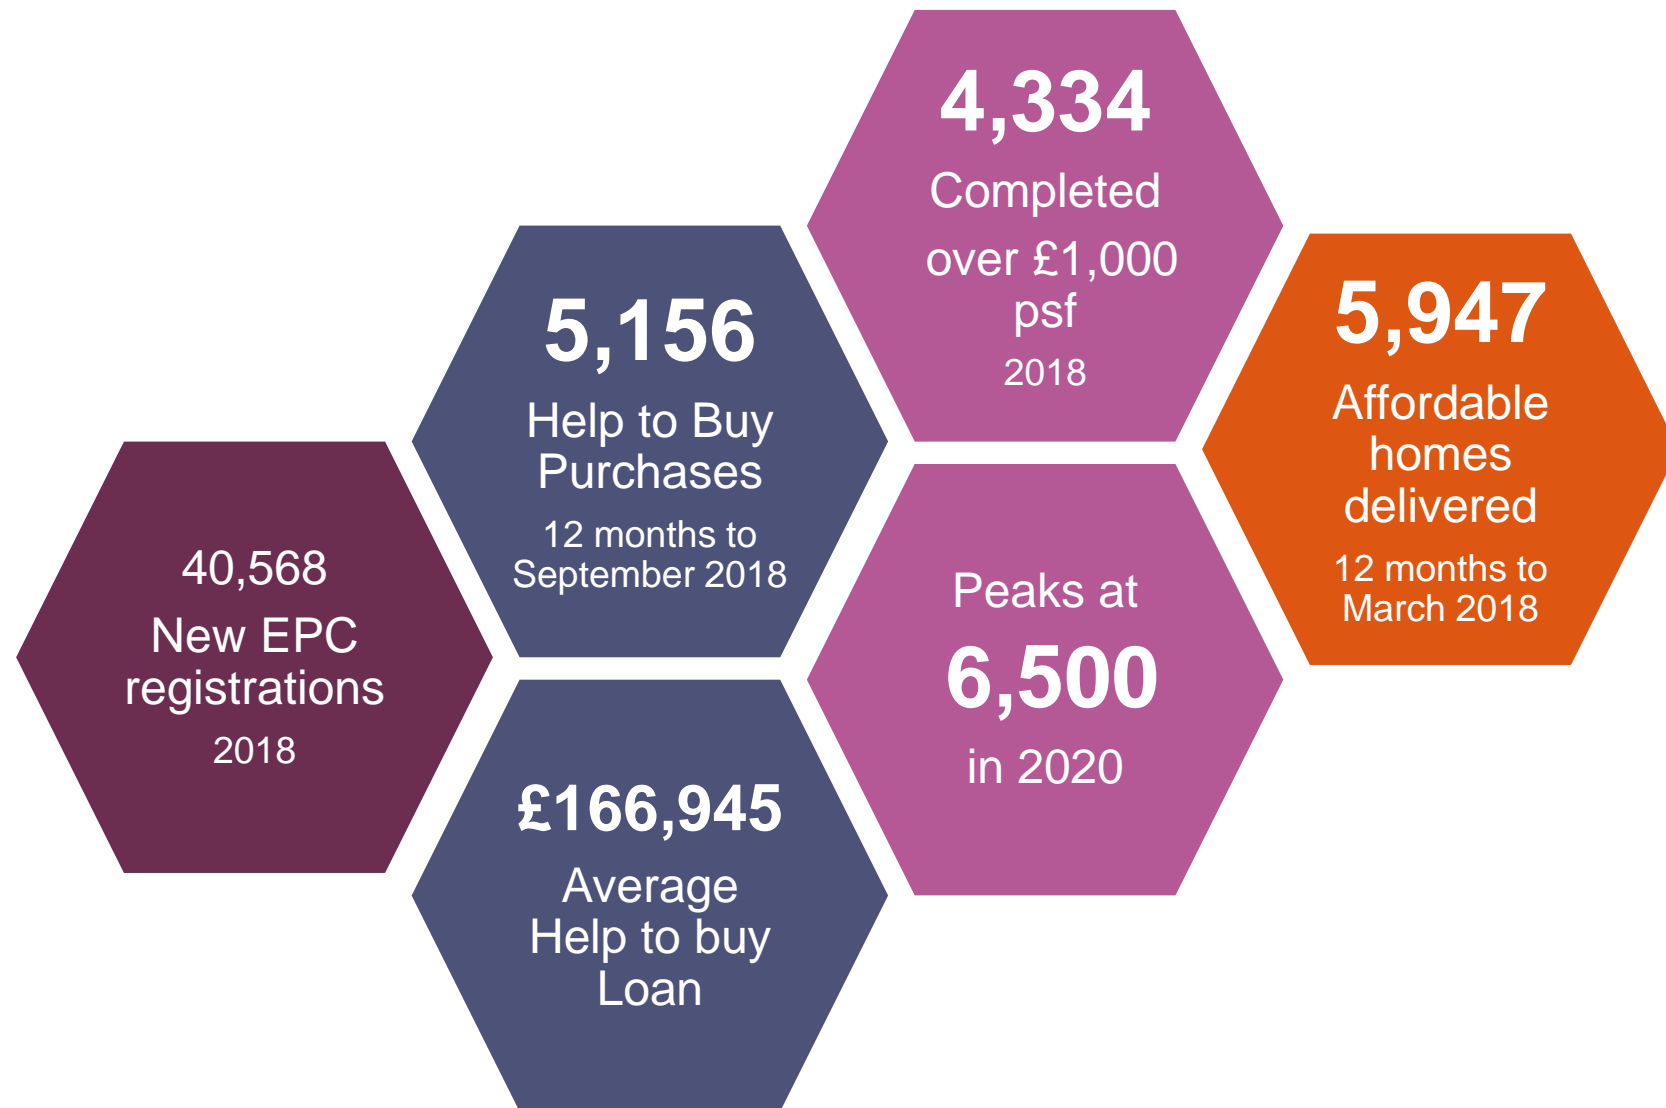 40,568
New EPC
registrations
2018
5,156
Help to Buy
Purchases
12 months to
September 2018
£166,945
Average
Help to buy
Loan
4,334
Completed
over £1,000
psf
2018
Peaks at
6,500
in 2020
5,947
Affordable
homes
delivered
12 months to
March 2018